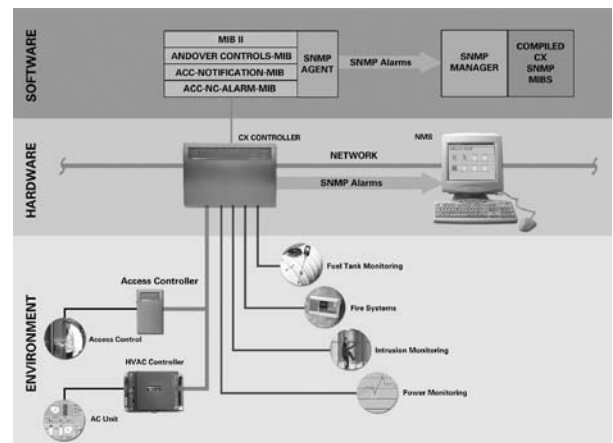 SOFTWARE
MIB II
ANDOVER CONTROLS-MIB
ACC-NOTIFICATION-MIB
ACC-NC-ALARM-MIB
SNMP
AGENT
SNMP Alarms
SNMP
MANAGER
COMPILED
CX
SNMP
MIBS
HARDWARE
CX CONTROLLER
NETWORK
NMS
SNMP Alarms
ENVIRONMENT
Fuel Tank Monitoring
Access Controller
Fire Systems
Access Control
Intrusion Monitoring
HVAC Controller
Power Monitoring
AC Unit